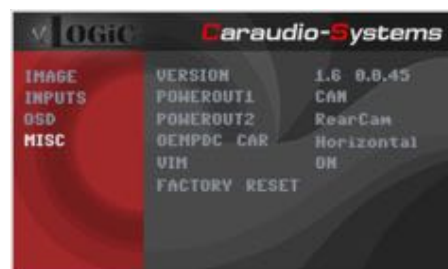 v.LOGiC Caraudio-Systems
IMAGE
INPUTS
OSD
MISC
VERSION 1.6 0.0.45
POWEROUT1 CAN
POWEROUT2 RearCam
OEMPDC CAR Horizontal
VIM ON
FACTORY RESET